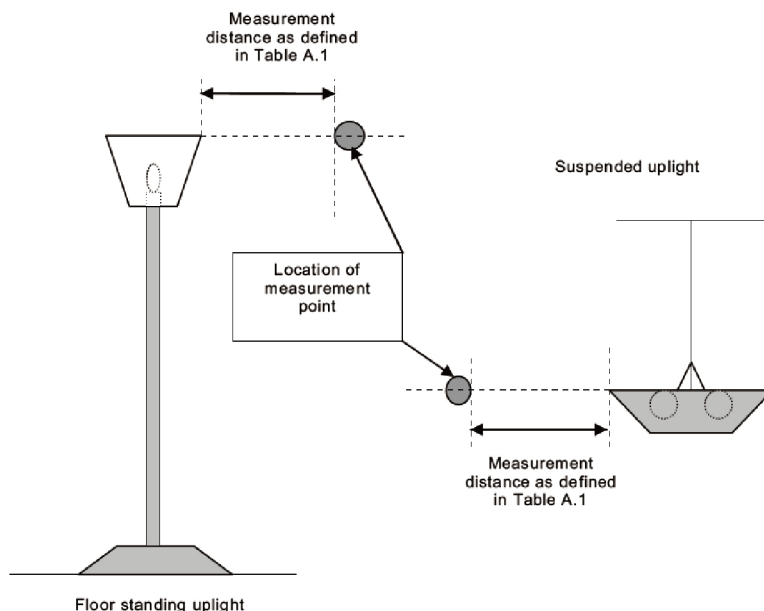 Measurement
distance as defined
in Table A.1
Suspended uplight
Location of
measurement
point
Measurement
distance as defined
in Table A.1
Floor standing uplight